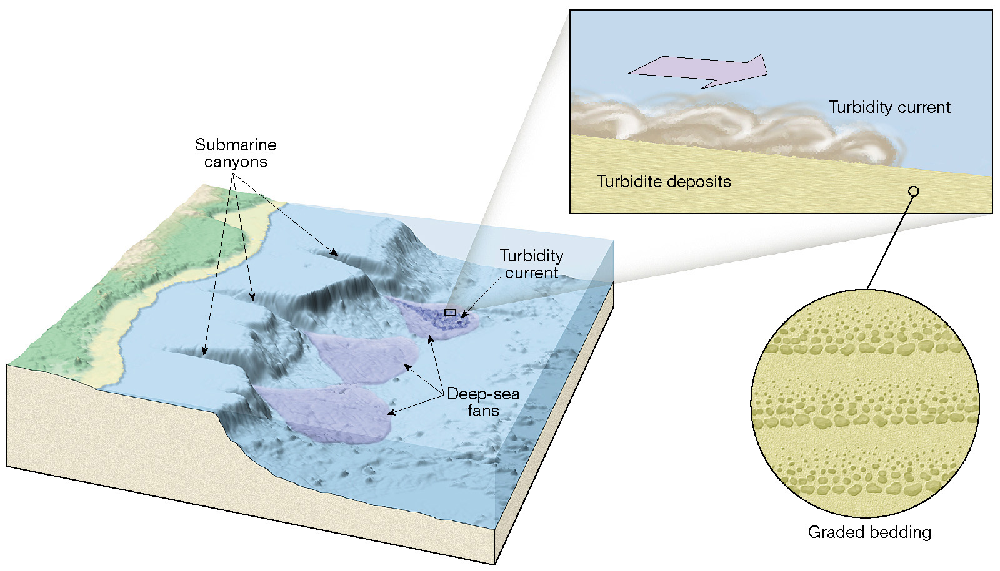 Submarine
canyons
Turbidity
current
Deep-sea
fans
Turbidity current
Turbidite deposits
Graded bedding